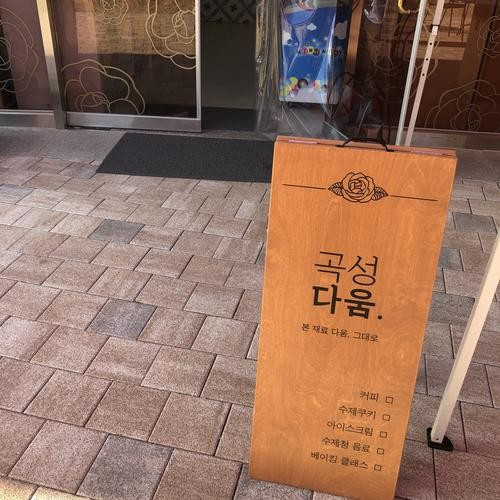 곡성
다움.
본 재료 다움, 그대로
커피 □
수제쿠키 □
아이스크림 □
수제청 음료 □
베이킹 클래스 □